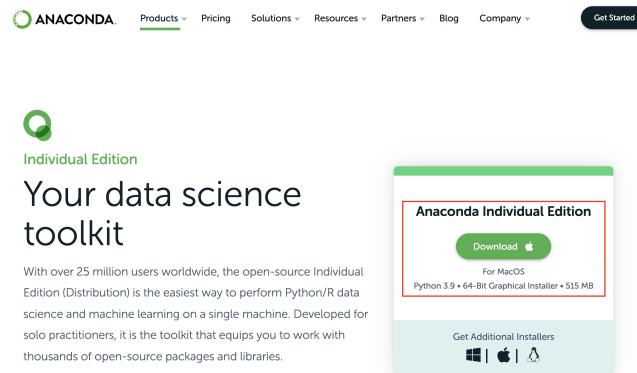 ANACONDA.
Products Pricing Solutions Resources Partners Blog Company Get Started
Individual Edition
Your data science
toolkit
With over 25 million users worldwide, the open-source Individual
Edition (Distribution) is the easiest way to perform Python/R data
science and machine learning on a single machine. Developed for
solo practitioners, it is the toolkit that equips you to work with
thousands of open-source packages and libraries.
Anaconda Individual Edition
Download
For MacOS
Python 3.9 • 64-Bit Graphical Installer • 515 MB
Get Additional Installers